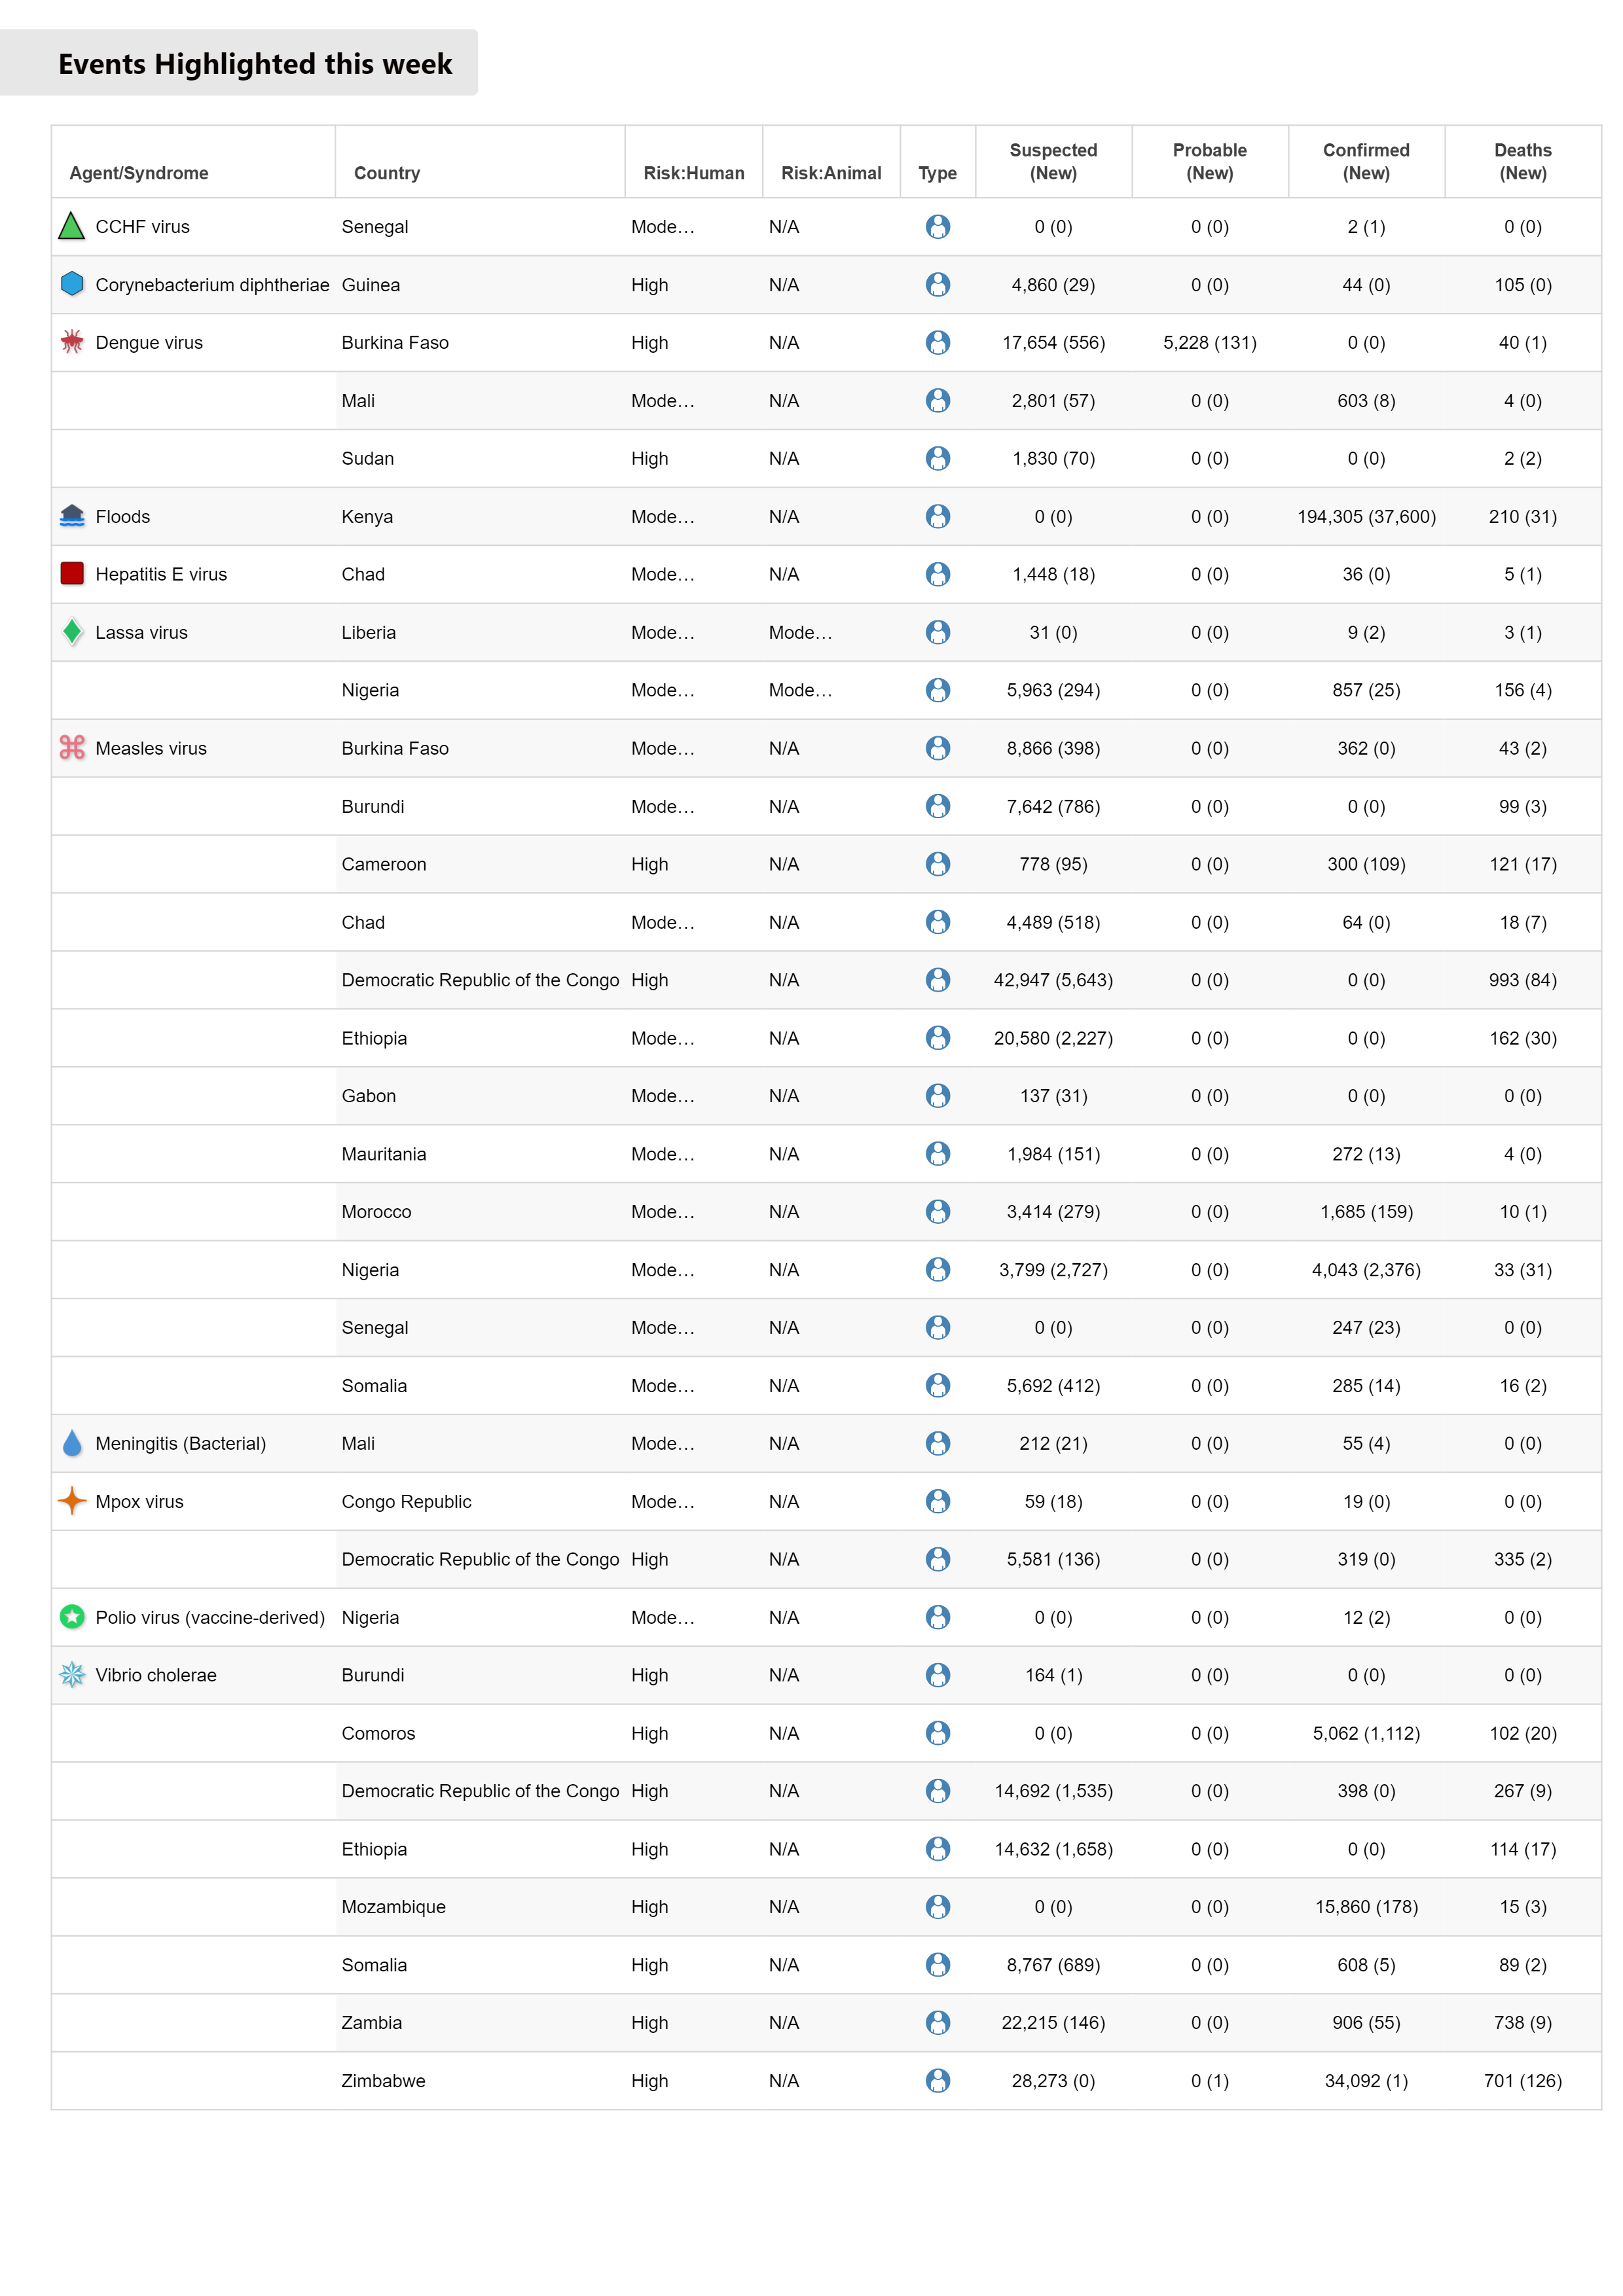 Events Highlighted this week
Agent/Syndrome Country Risk:Human Risk:Animal Type Suspected (New) Probable (New) Confirmed (New) Deaths (New)
CCHF virus Senegal Mode… N/A 0 (0) 0 (0) 2 (1) 0 (0)
Corynebacterium diphtheriae Guinea High N/A 4,860 (29) 0 (0) 44 (0) 105 (0)
Dengue virus Burkina Faso High N/A 17,654 (556) 5,228 (131) 0 (0) 40 (1)
Mali Mode… N/A 2,801 (57) 0 (0) 603 (8) 4 (0)
Sudan High N/A 1,830 (70) 0 (0) 0 (0) 2 (2)
Floods Kenya Mode… N/A 0 (0) 0 (0) 194,305 (37,600) 210 (31)
Hepatitis E virus Chad Mode… N/A 1,448 (18) 0 (0) 36 (0) 5 (1)
Lassa virus Liberia Mode… Mode… 31 (0) 0 (0) 9 (2) 3 (1)
Nigeria Mode… Mode… 5,963 (294) 0 (0) 857 (25) 156 (4)
Measles virus Burkina Faso Mode… N/A 8,866 (398) 0 (0) 362 (0) 43 (2)
Burundi Mode… N/A 7,642 (786) 0 (0) 0 (0) 99 (3)
Cameroon High N/A 778 (95) 0 (0) 300 (109) 121 (17)
Chad Mode… N/A 4,489 (518) 0 (0) 64 (0) 18 (7)
Democratic Republic of the Congo High N/A 42,947 (5,643) 0 (0) 0 (0) 993 (84)
Ethiopia Mode… N/A 20,580 (2,227) 0 (0) 0 (0) 162 (30)
Gabon Mode… N/A 137 (31) 0 (0) 0 (0) 0 (0)
Mauritania Mode… N/A 1,984 (151) 0 (0) 272 (13) 4 (0)
Morocco Mode… N/A 3,414 (279) 0 (0) 1,685 (159) 10 (1)
Nigeria Mode… N/A 3,799 (2,727) 0 (0) 4,043 (2,376) 33 (31)
Senegal Mode… N/A 0 (0) 0 (0) 247 (23) 0 (0)
Somalia Mode… N/A 5,692 (412) 0 (0) 285 (14) 16 (2)
Meningitis (Bacterial) Mali Mode… N/A 212 (21) 0 (0) 55 (4) 0 (0)
Mpox virus Congo Republic Mode… N/A 59 (18) 0 (0) 19 (0) 0 (0)
Democratic Republic of the Congo High N/A 5,581 (136) 0 (0) 319 (0) 335 (2)
Polio virus (vaccine-derived) Nigeria Mode… N/A 0 (0) 0 (0) 12 (2) 0 (0)
Vibrio cholerae Burundi High N/A 164 (1) 0 (0) 0 (0) 0 (0)
Comoros High N/A 0 (0) 0 (0) 5,062 (1,112) 102 (20)
Democratic Republic of the Congo High N/A 14,692 (1,535) 0 (0) 398 (0) 267 (9)
Ethiopia High N/A 14,632 (1,658) 0 (0) 0 (0) 114 (17)
Mozambique High N/A 0 (0) 0 (0) 15,860 (178) 15 (3)
Somalia High N/A 8,767 (689) 0 (0) 608 (5) 89 (2)
Zambia High N/A 22,215 (146) 0 (0) 906 (55) 738 (9)
Zimbabwe High N/A 28,273 (0) 0 (1) 34,092 (1) 701 (126)